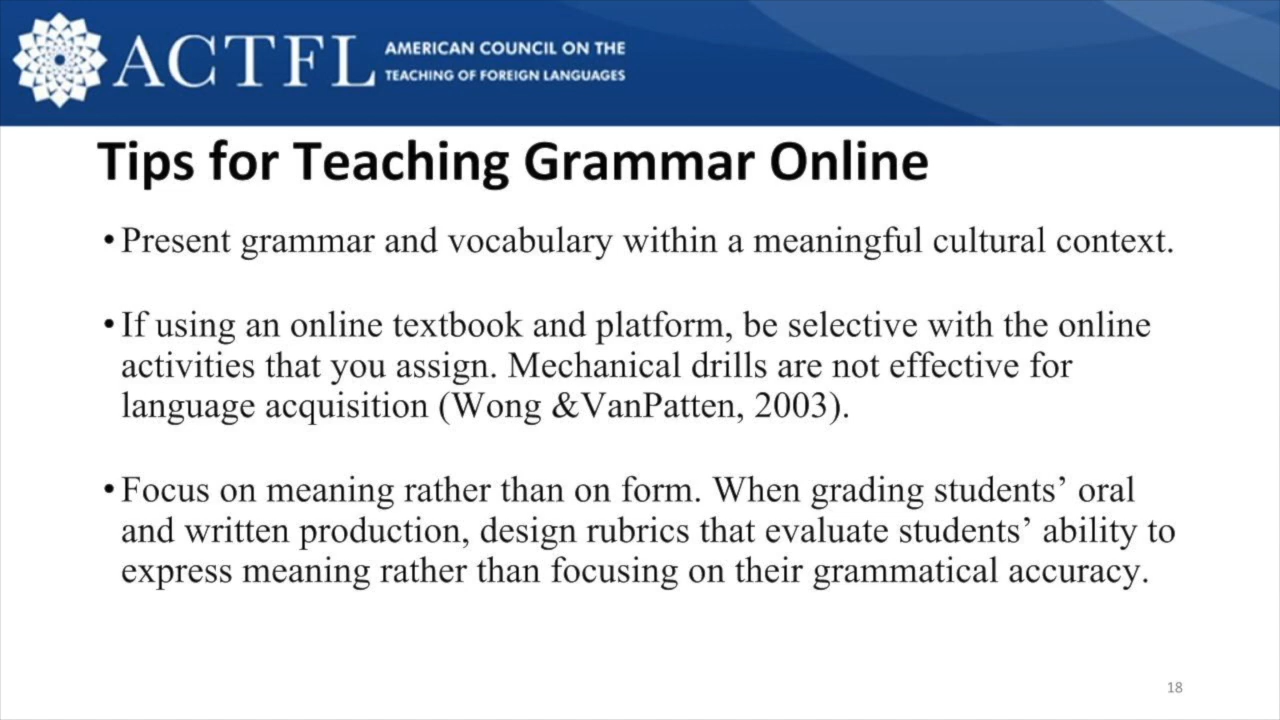 ACTFL
AMERICAN COUNCIL ON THE
TEACHING OF FOREIGN LANGUAGES
Tips for Teaching Grammar Online
• Present grammar and vocabulary within a meaningful cultural context.
• If using an online textbook and platform, be selective with the online
activities that you assign. Mechanical drills are not effective for
language acquisition (Wong &VanPatten, 2003).
• Focus on meaning rather than on form. When grading students’ oral
and written production, design rubrics that evaluate students’ ability to
express meaning rather than focusing on their grammatical accuracy.
18